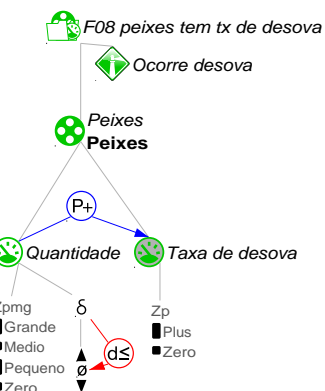 F08 peixes tem tx de desova
Ocorre desova
Peixes
Peixes
P+
Quantidade
Taxa de desova
Zpmg
Grande
Medio
Pequeno
Zero
δ
d≤
ø
Zp
Plus
Zero